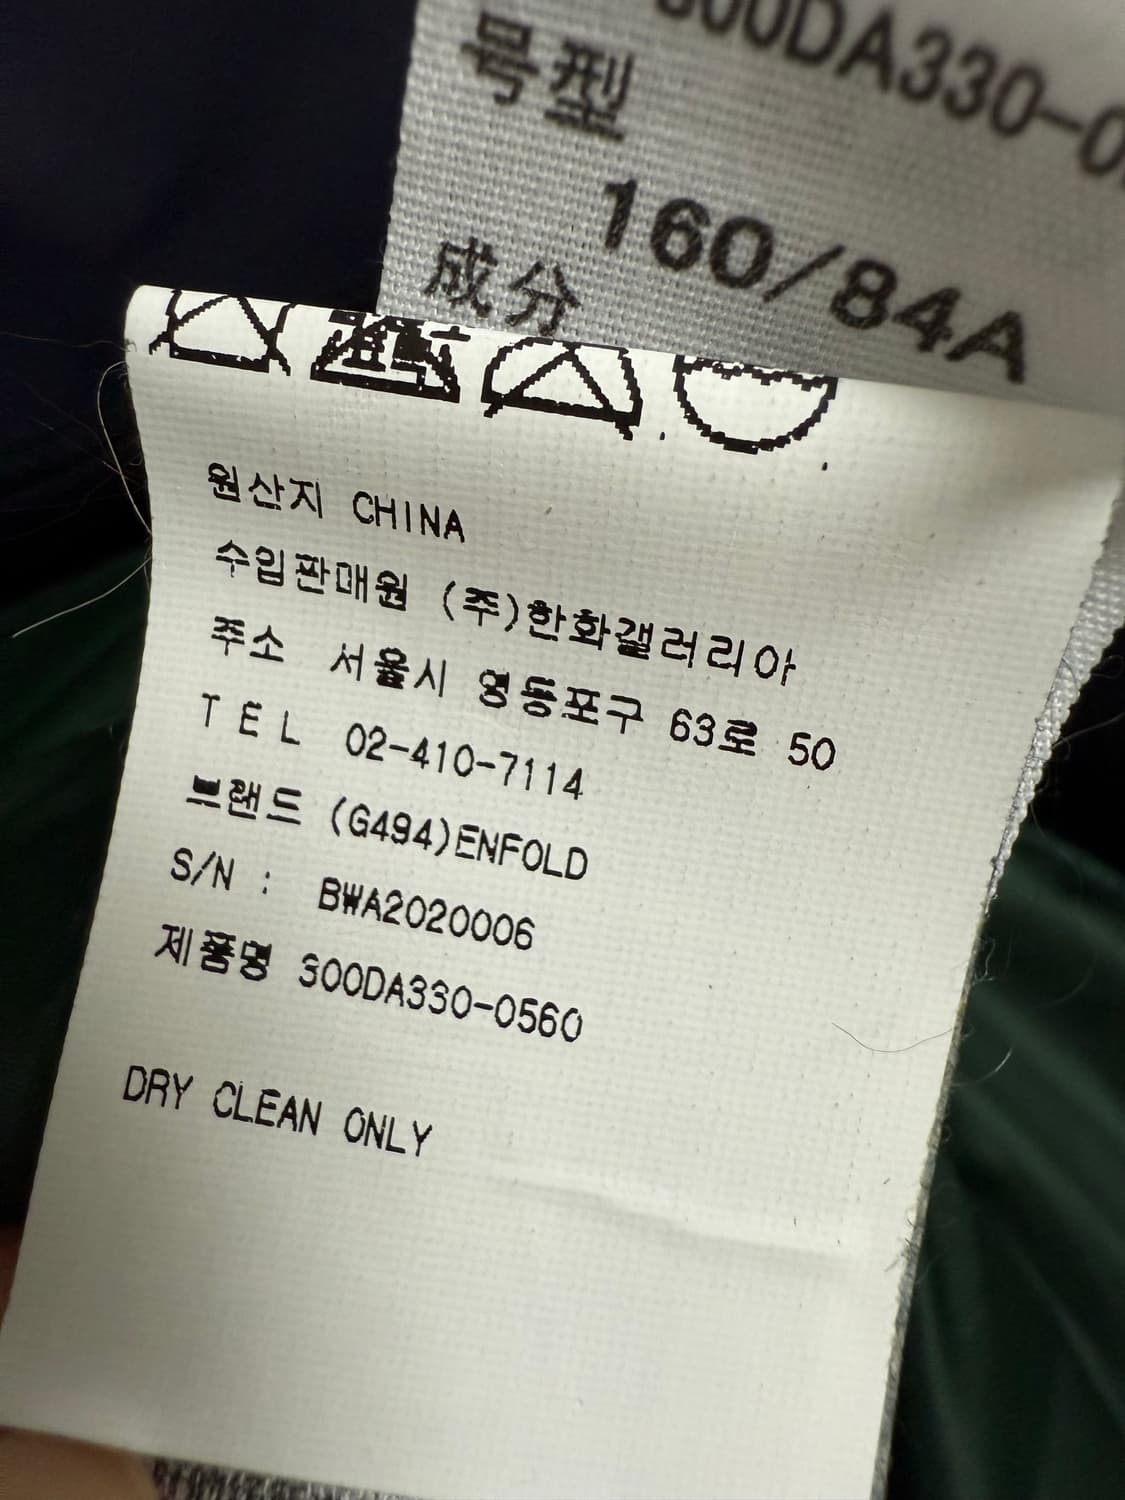 00DA330-0
号型
160/84A
成分
원산지 CHINA
수입판매원 (주)한화갤러리아
주소 서울시 영등포구 63로 50
TEL 02-410-7114
브랜드 (G494)ENFOLD
S/N : BWA2020006
제품명 300DA330-0560
DRY CLEAN ONLY